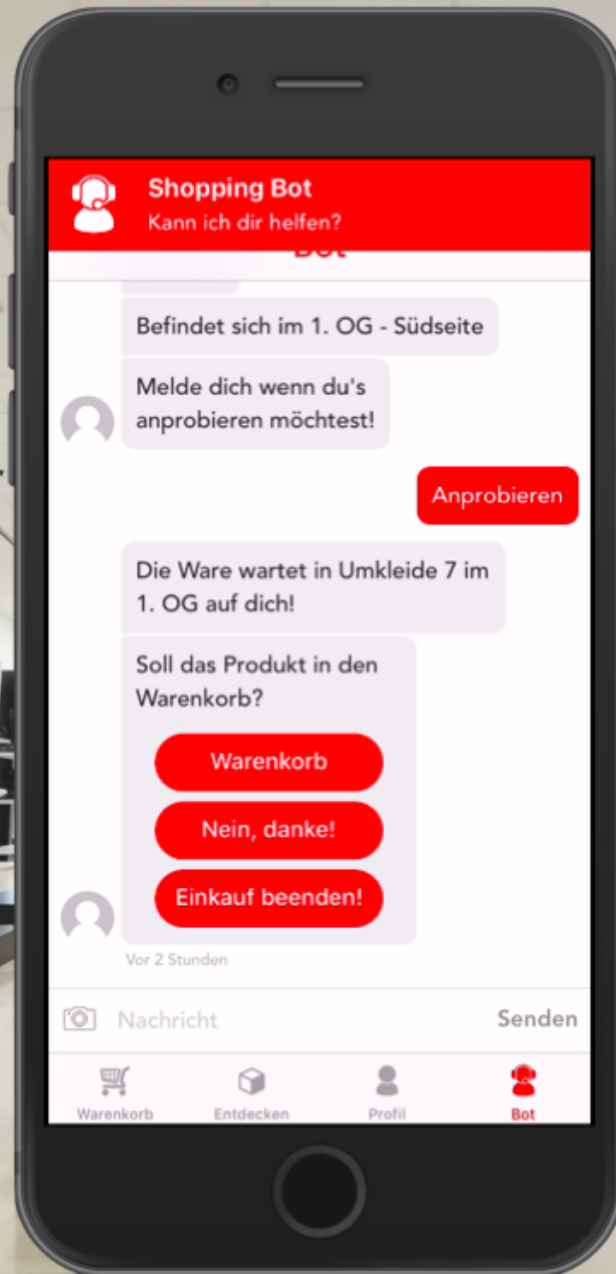 Shopping Bot
Kann ich dir helfen?
Bot
Befindet sich im 1. OG - Südseite
Melde dich wenn du's
anprobieren möchtest!
Anprobieren
Die Ware wartet in Umkleide 7 im
1. OG auf dich!
Soll das Produkt in den
Warenkorb?
Warenkorb
Nein, danke!
Einkauf beenden!
Vor 2 Stunden
Nachricht
Senden
Warenkorb
Entdecken
Profil
Bot